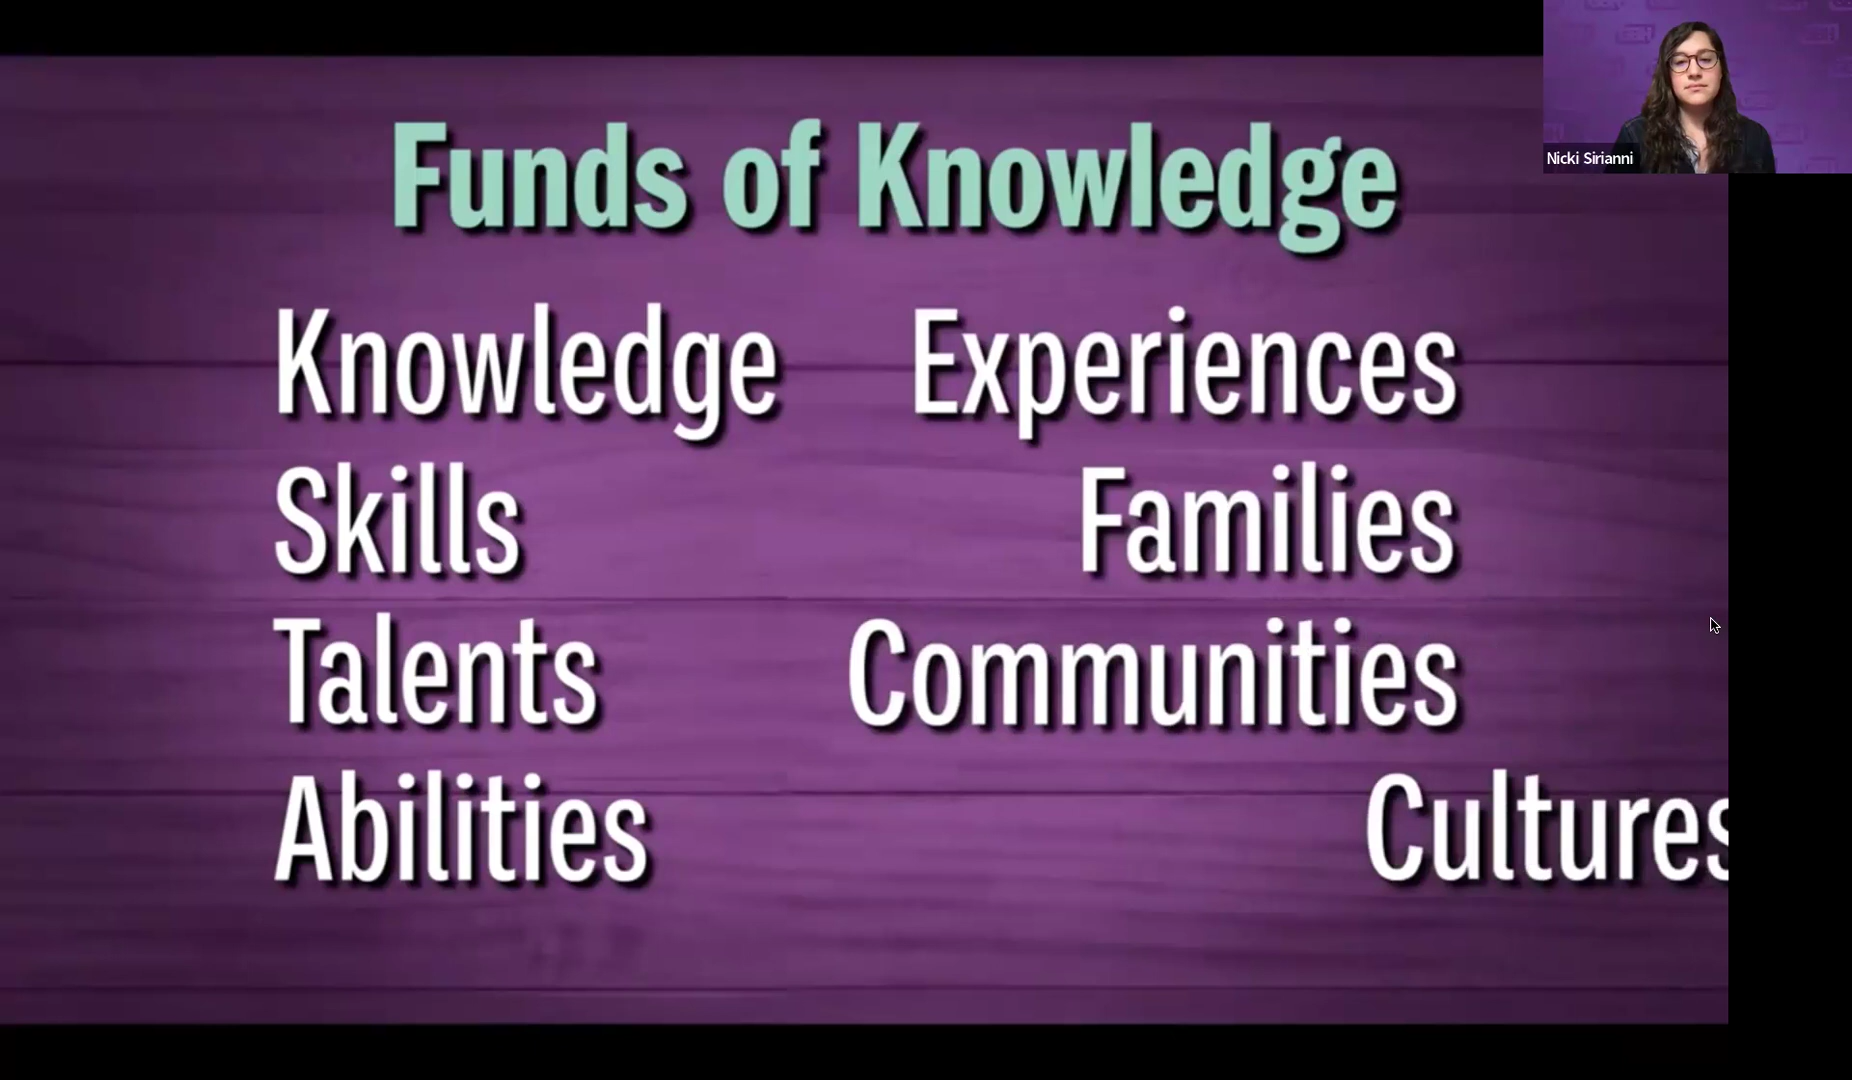 Funds of Knowledge
Knowledge Experiences
Skills Families
Talents Communities
Abilities Cultures
Nicki Sirianni